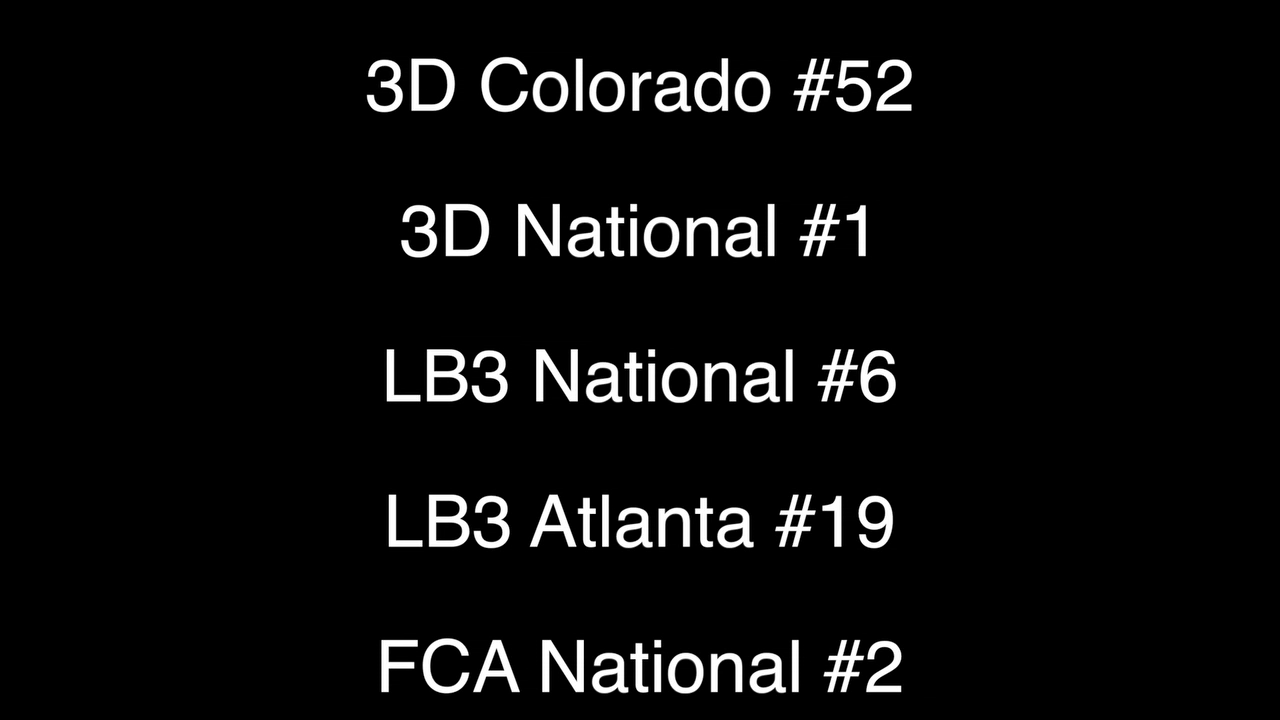 3D Colorado #52
3D National #1
LB3 National #6
LB3 Atlanta #19
FCA National #2